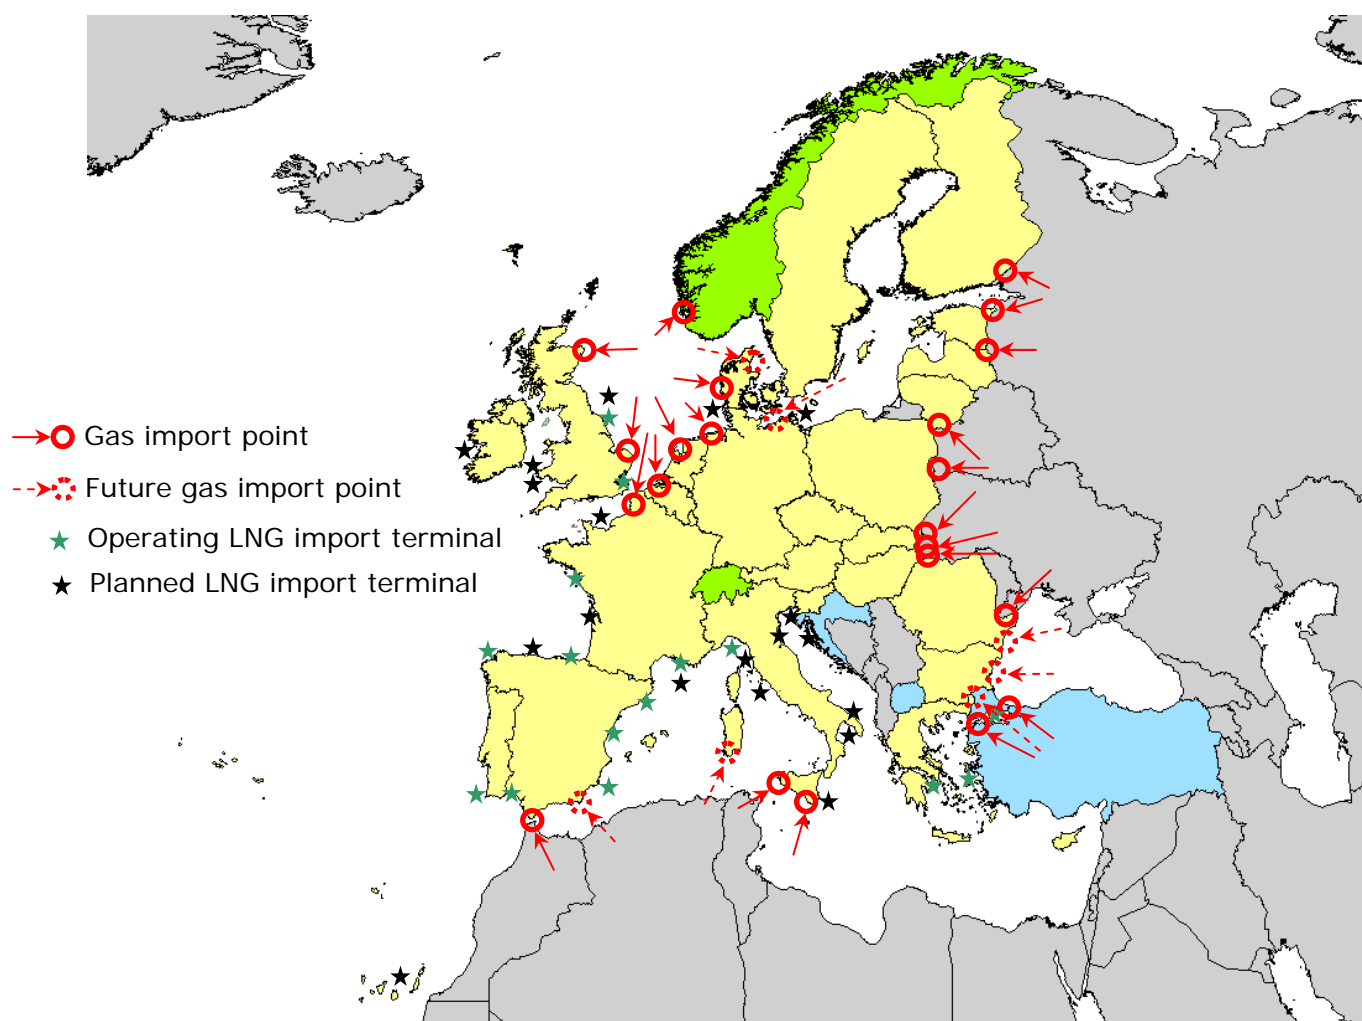 Gas import point
Future gas import point
Operating LNG import terminal
Planned LNG import terminal